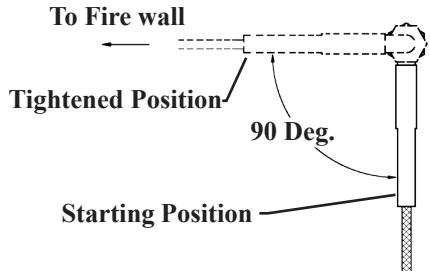 To Fire wall
Tightened Position
90 Deg.
Starting Position